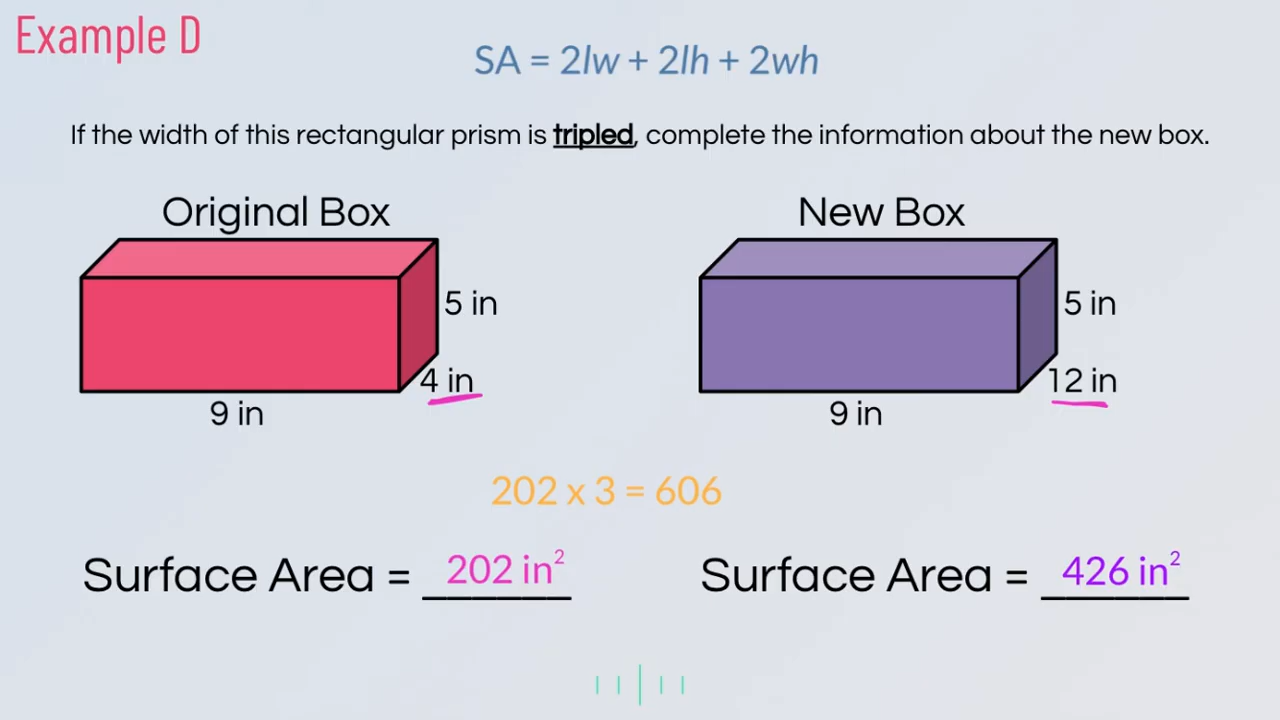 Example D
SA = 2lw + 2lh + 2wh
If the width of this rectangular prism is tripled, complete the information about the new box.
Original Box
5 in
4 in
9 in
New Box
5 in
12 in
9 in
202 x 3 = 606
Surface Area = 202 in²
Surface Area = 426 in²